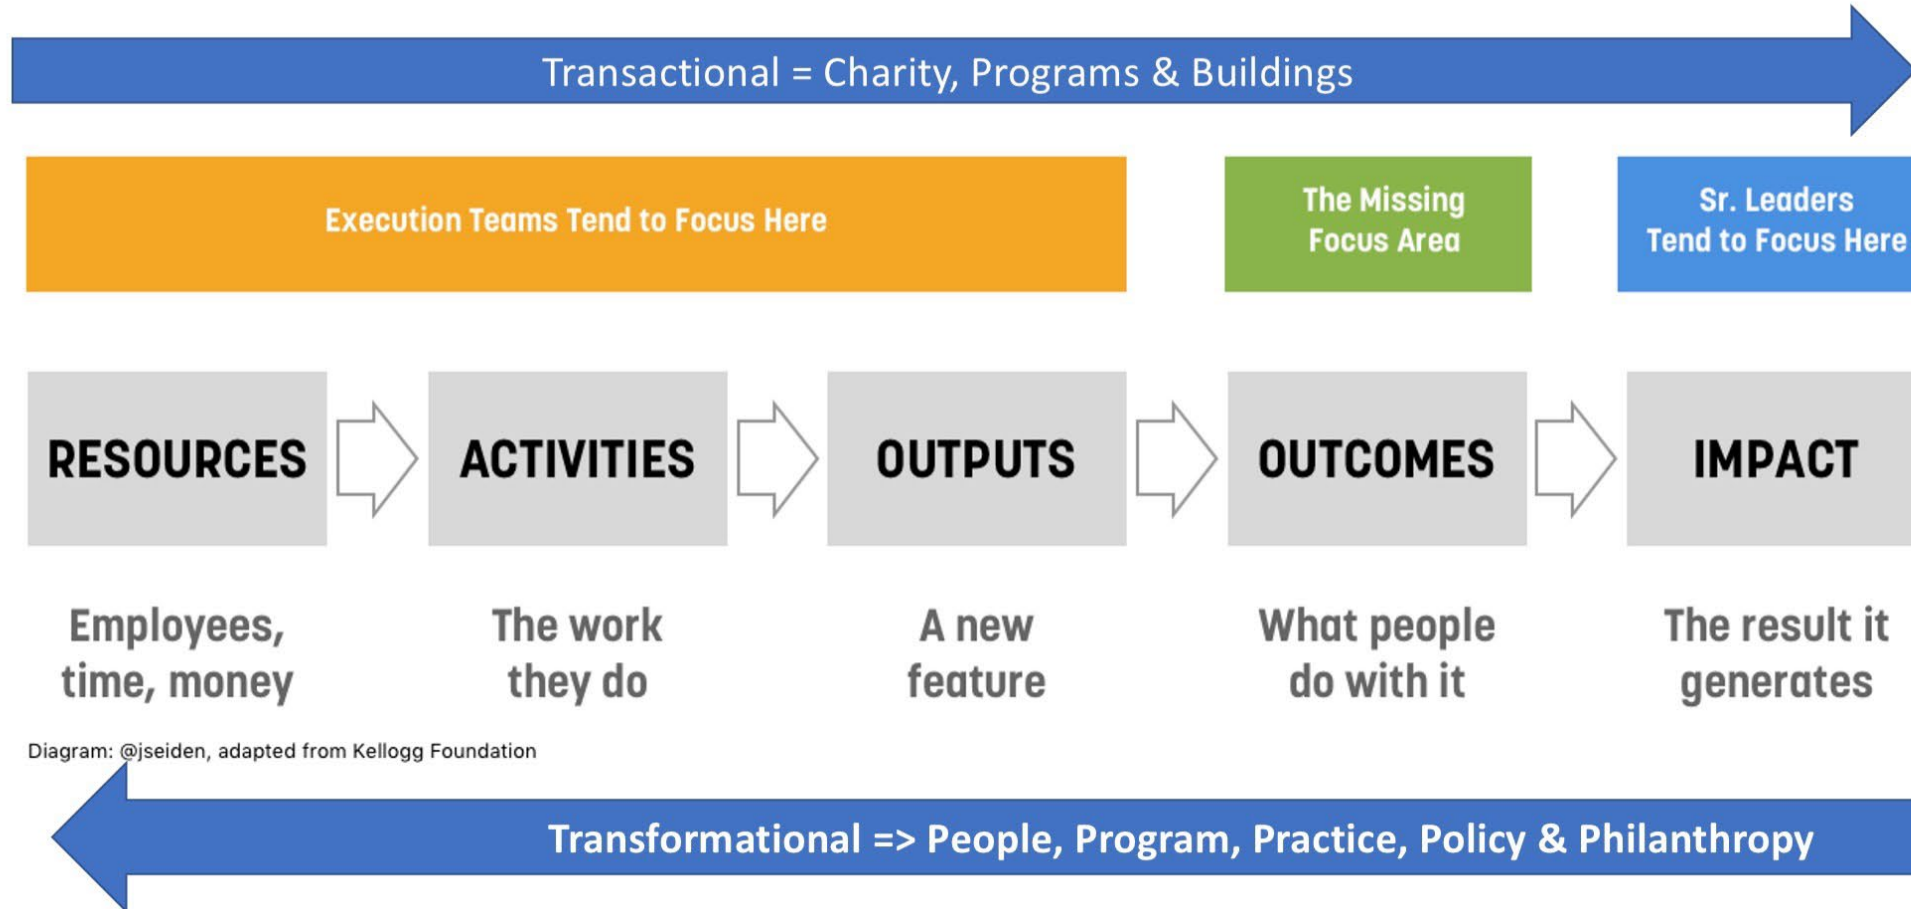 Transactional = Charity, Programs & Buildings
Execution Teams Tend to Focus Here
The Missing
Focus Area
Sr. Leaders
Tend to Focus Here
RESOURCES
ACTIVITIES
OUTPUTS
OUTCOMES
IMPACT
Employees,
time, money
The work
they do
A new
feature
What people
do with it
The result it
generates
Diagram: @jseiden, adapted from Kellogg Foundation
Transformational => People, Program, Practice, Policy & Philanthropy